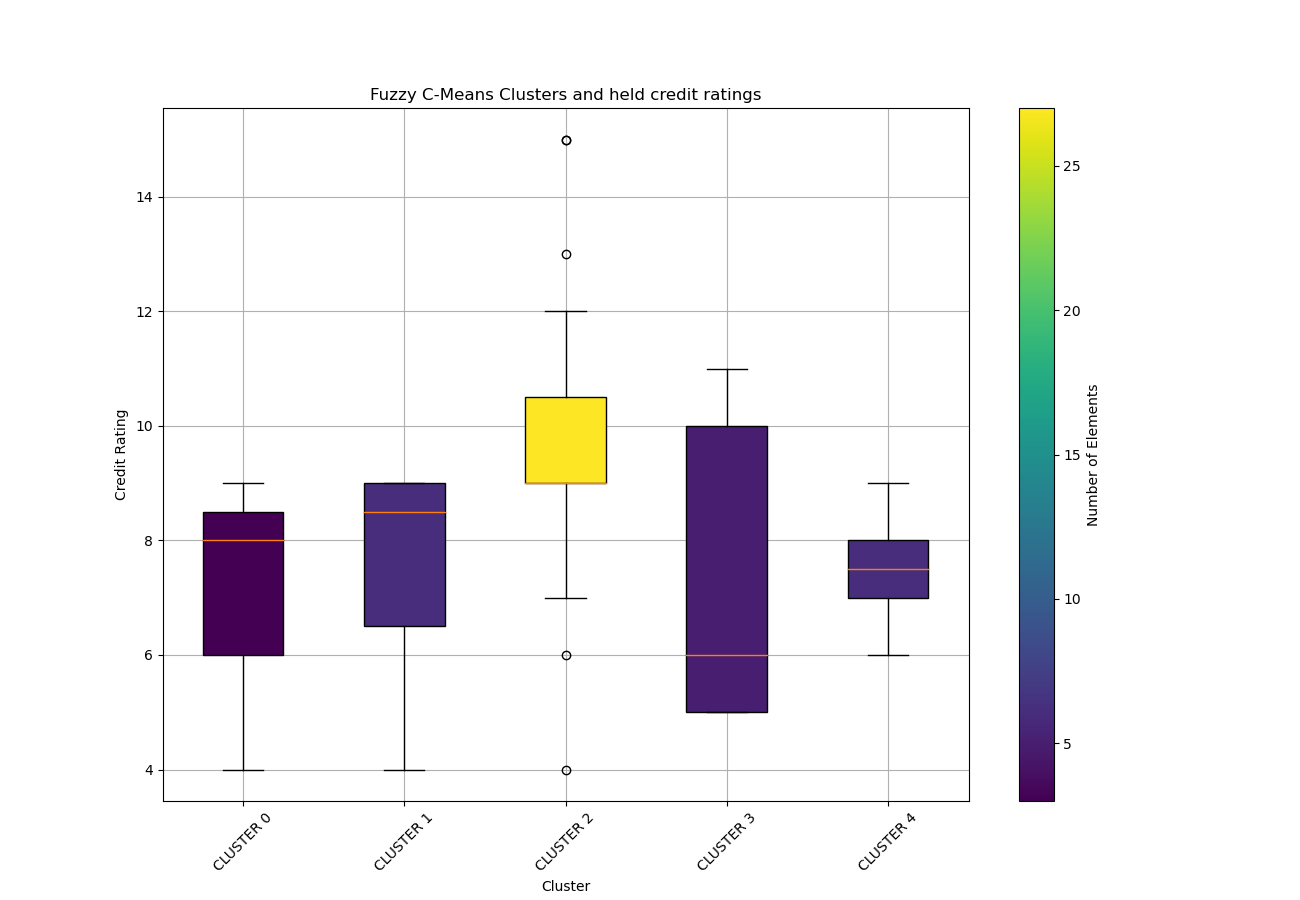 Fuzzy C-Means Clusters and held credit ratings
14
12
10
8
6
4
Credit Rating
CLUSTER 0
CLUSTER 1
CLUSTER 2
CLUSTER 3
CLUSTER 4
Cluster
25
20
15
10
5
Number of Elements